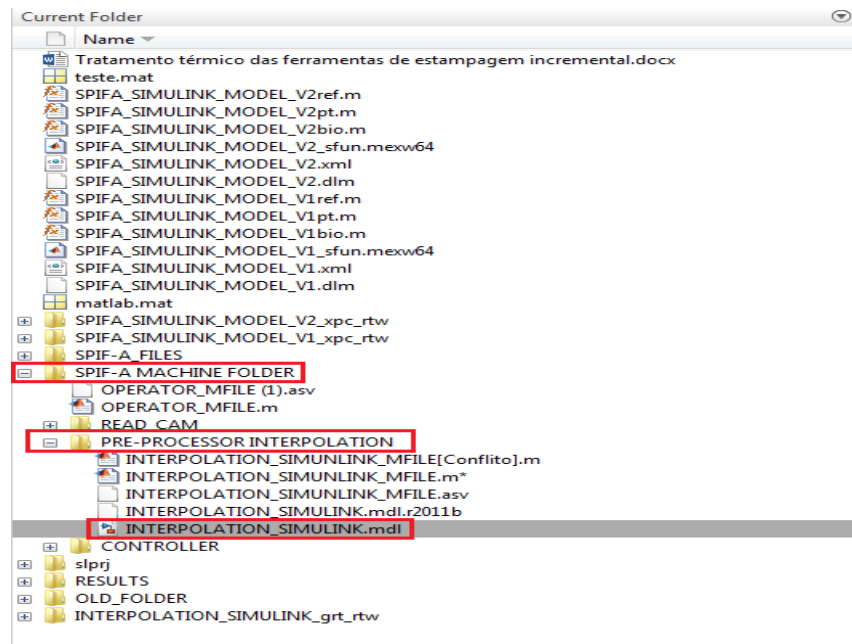 Current Folder
Name
Tratamento térmico das ferramentas de estampagem incremental.docx
teste.mat
SPIFA_SIMULINK_MODEL_V2ref.m
SPIFA_SIMULINK_MODEL_V2pt.m
SPIFA_SIMULINK_MODEL_V2bio.m
SPIFA_SIMULINK_MODEL_V2_sfun.mexw64
SPIFA_SIMULINK_MODEL_V2.xml
SPIFA_SIMULINK_MODEL_V2.dlm
SPIFA_SIMULINK_MODEL_V1ref.m
SPIFA_SIMULINK_MODEL_V1pt.m
SPIFA_SIMULINK_MODEL_V1bio.m
SPIFA_SIMULINK_MODEL_V1_sfun.mexw64
SPIFA_SIMULINK_MODEL_V1.xml
SPIFA_SIMULINK_MODEL_V1.dlm
matlab.mat
SPIFA_SIMULINK_MODEL_V2_xpc_rtw
SPIFA_SIMULINK_MODEL_V1_xpc_rtw
SPIF-A_FILES
SPIF-A MACHINE FOLDER
OPERATOR_MFILE (1).asv
OPERATOR_MFILE.m
READ_CAM
PRE-PROCESSOR INTERPOLATION
INTERPOLATION_SIMUNLINK_MFILE[Conflito].m
INTERPOLATION_SIMUNLINK_MFILE.m*
INTERPOLATION_SIMUNLINK_MFILE.asv
INTERPOLATION_SIMULINK.mdl.r2011b
INTERPOLATION_SIMULINK.mdl
CONTROLLER
slprj
RESULTS
OLD_FOLDER
INTERPOLATION_SIMULINK_grt_rtw